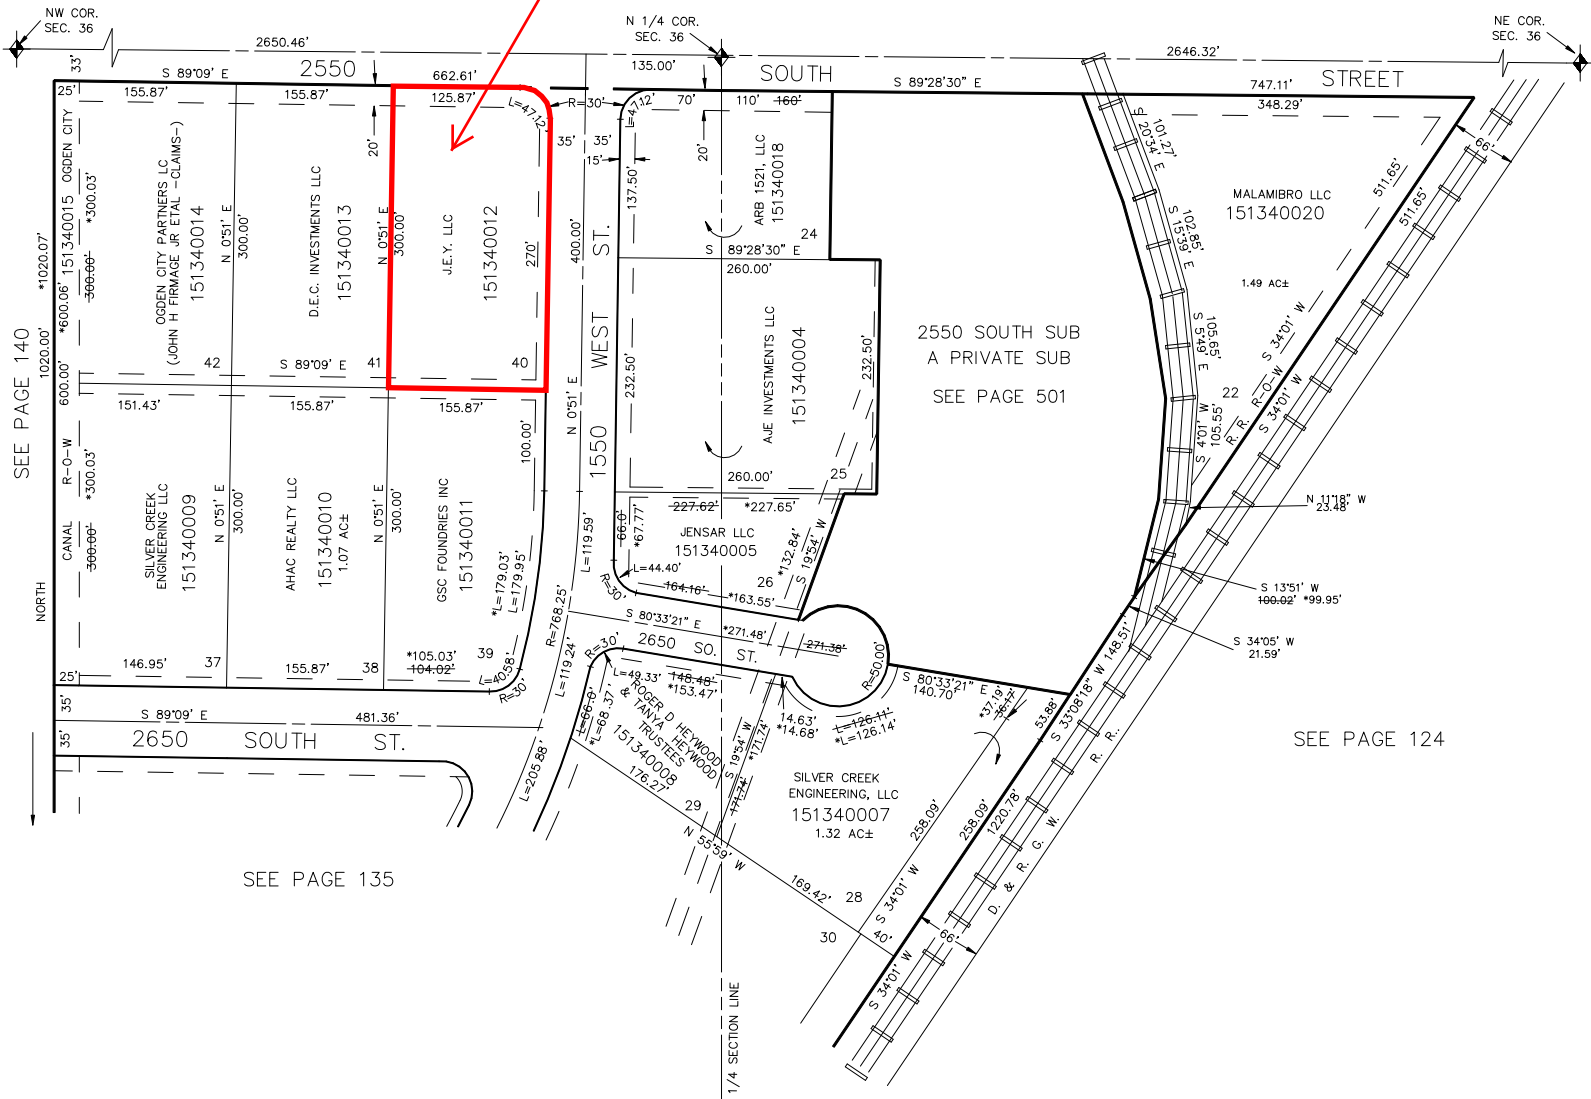 NW COR.
SEC. 36
N 1/4 COR.
SEC. 36
NE COR.
SEC. 36
2650.46'
2646.32'
33'
S 89°09' E
2550
662.61'
135.00'
SOUTH
S 89°28'30" E
747.11'
STREET
25'
155.87'
155.87'
125.87'
L=47.12'
R=30'
L=47.12'
70'
110'
160'
348.29'
20'
35'
35'
15'
20'
137.50'
66'
151340015 OGDEN CITY
*300.03'
300.00'
*1020.07'
1020.00'
*600.06'
600.00'
OGDEN CITY PARTNERS LC
(JOHN H FIRMAGE JR ETAL -CLAIMS-)
151340014
N 0°51' E
300.00'
D.E.C. INVESTMENTS LLC
151340013
N 0°51' E
300.00'
J.E.Y. LLC
151340012
270'
400.00'
ARB 1521, LLC
151340018
24
S 89°28'30" E
260.00'
S 20°34' E
101.27'
S 15°39' E
102.85'
S 5°49' E
105.65'
S 4°01' W
105.55'
MALAMIBRO LLC
151340020
1.49 AC±
511.65'
511.65'
S 34°01' W
R. R. R-O-W
S 34°01' W
22
42
S 89°09' E
41
40
1550 WEST ST.
N 0°51' E
232.50'
AJE INVESTMENTS LLC
151340004
232.50'
2550 SOUTH SUB
A PRIVATE SUB
SEE PAGE 501
SEE PAGE 140
151.43'
155.87'
155.87'
100.00'
260.00'
25
CANAL R-O-W
*300.03'
300.00'
NORTH
SILVER CREEK
ENGINEERING LLC
151340009
N 0°51' E
300.00'
AHAC REALTY LLC
151340010
1.07 AC±
N 0°51' E
300.00'
GSC FOUNDRIES INC
151340011
*L=179.03'
L=179.95'
L=119.59'
66.0'
*67.77'
227.62'
*227.65'
JENSAR LLC
151340005
L=44.40'
R=30'
164.16'
26
*163.55'
*132.84'
S 19°54' W
N 11°18" W
23.48'
S 13°51' W
100.02' *99.95'
S 34°05' W
21.59'
148.51'
S 33°08'18" W
53.88'
R=768.25'
S 80°33'21" E
*271.48'
271.38'
2650 SO. ST.
R=30'
R=50.00'
S 80°33'21" E
140.70'
25'
146.95'
37
155.87'
38
*105.03'
104.02'
39
L=40.58'
R=30'
L=119.24'
L=49.33'
148.48'
*153.47'
35'
35'
S 89°09' E
481.36'
2650 SOUTH ST.
L=66.0'
*L=68.37'
ROGER D HEYWOOD
& TANYA HEYWOOD
TRUSTEES
151340008
176.27'
S 19°54' W
*171.74'
171.74'
14.63'
*14.68'
L=126.11'
*L=126.14'
*37.19'
36.17'
L=205.88'
29
SILVER CREEK
ENGINEERING, LLC
151340007
1.32 AC±
N 55°59' W
169.42'
28
30
258.09'
S 34°01' W
258.09'
1220.78'
40'
66'
S 34°01' W
D. & R. G. W. R. R.
SEE PAGE 124
SEE PAGE 135
1/4 SECTION LINE